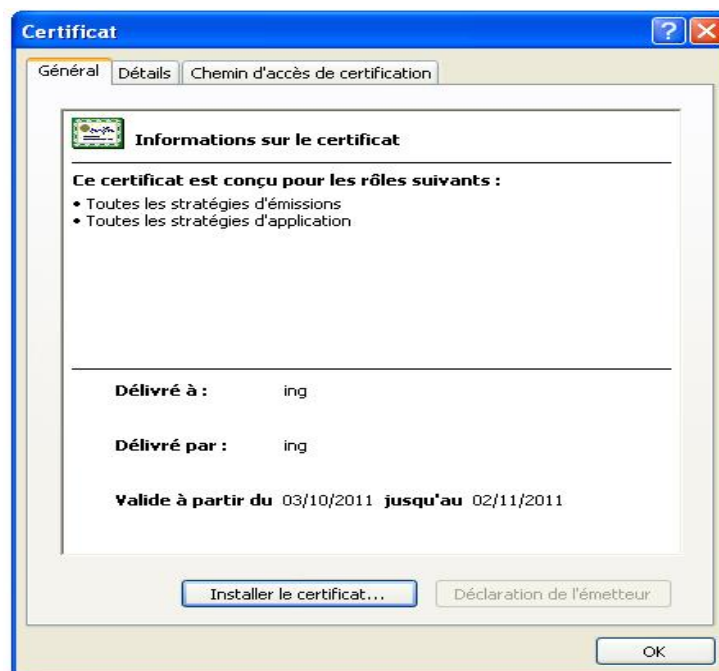 Certificat
Général Détails Chemin d'accès de certification
Informations sur le certificat
Ce certificat est conçu pour les rôles suivants :
• Toutes les stratégies d'émissions
• Toutes les stratégies d'application
Délivré à : ing
Délivré par : ing
Valide à partir du 03/10/2011 jusqu'au 02/11/2011
Installer le certificat... Déclaration de l'émetteur
OK